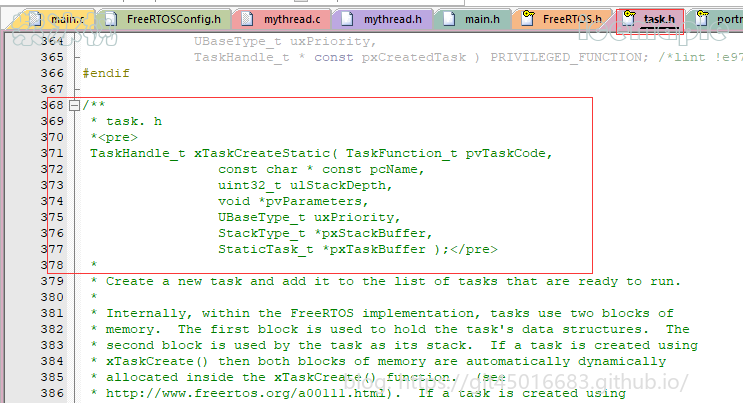 main.c FreeRTOSConfig.h mythread.c mythread.h main.h FreeRTOS.h task.h portm
364 UBaseType_t uxPriority,
365 TaskHandle_t * const pxCreatedTask ) PRIVILEGED_FUNCTION; /*lint !e97
366 #endif
367
368 /**
369 * task. h
370 *<pre>
371 TaskHandle_t xTaskCreateStatic( TaskFunction_t pvTaskCode,
372 const char * const pcName,
373 uint32_t ulStackDepth,
374 void *pvParameters,
375 UBaseType_t uxPriority,
376 StackType_t *pxStackBuffer,
377 StaticTask_t *pxTaskBuffer );</pre>
378 *
379 * Create a new task and add it to the list of tasks that are ready to run.
380 *
381 * Internally, within the FreeRTOS implementation, tasks use two blocks of
382 * memory. The first block is used to hold the task's data structures. The
383 * second block is used by the task as its stack. If a task is created using
384 * xTaskCreate() then both blocks of memory are automatically dynamically
385 * allocated inside the xTaskCreate() function. (see
386 * http://www.freertos.org/a00111.html). If a task is created using
blog: https://djt45016683.github.io/